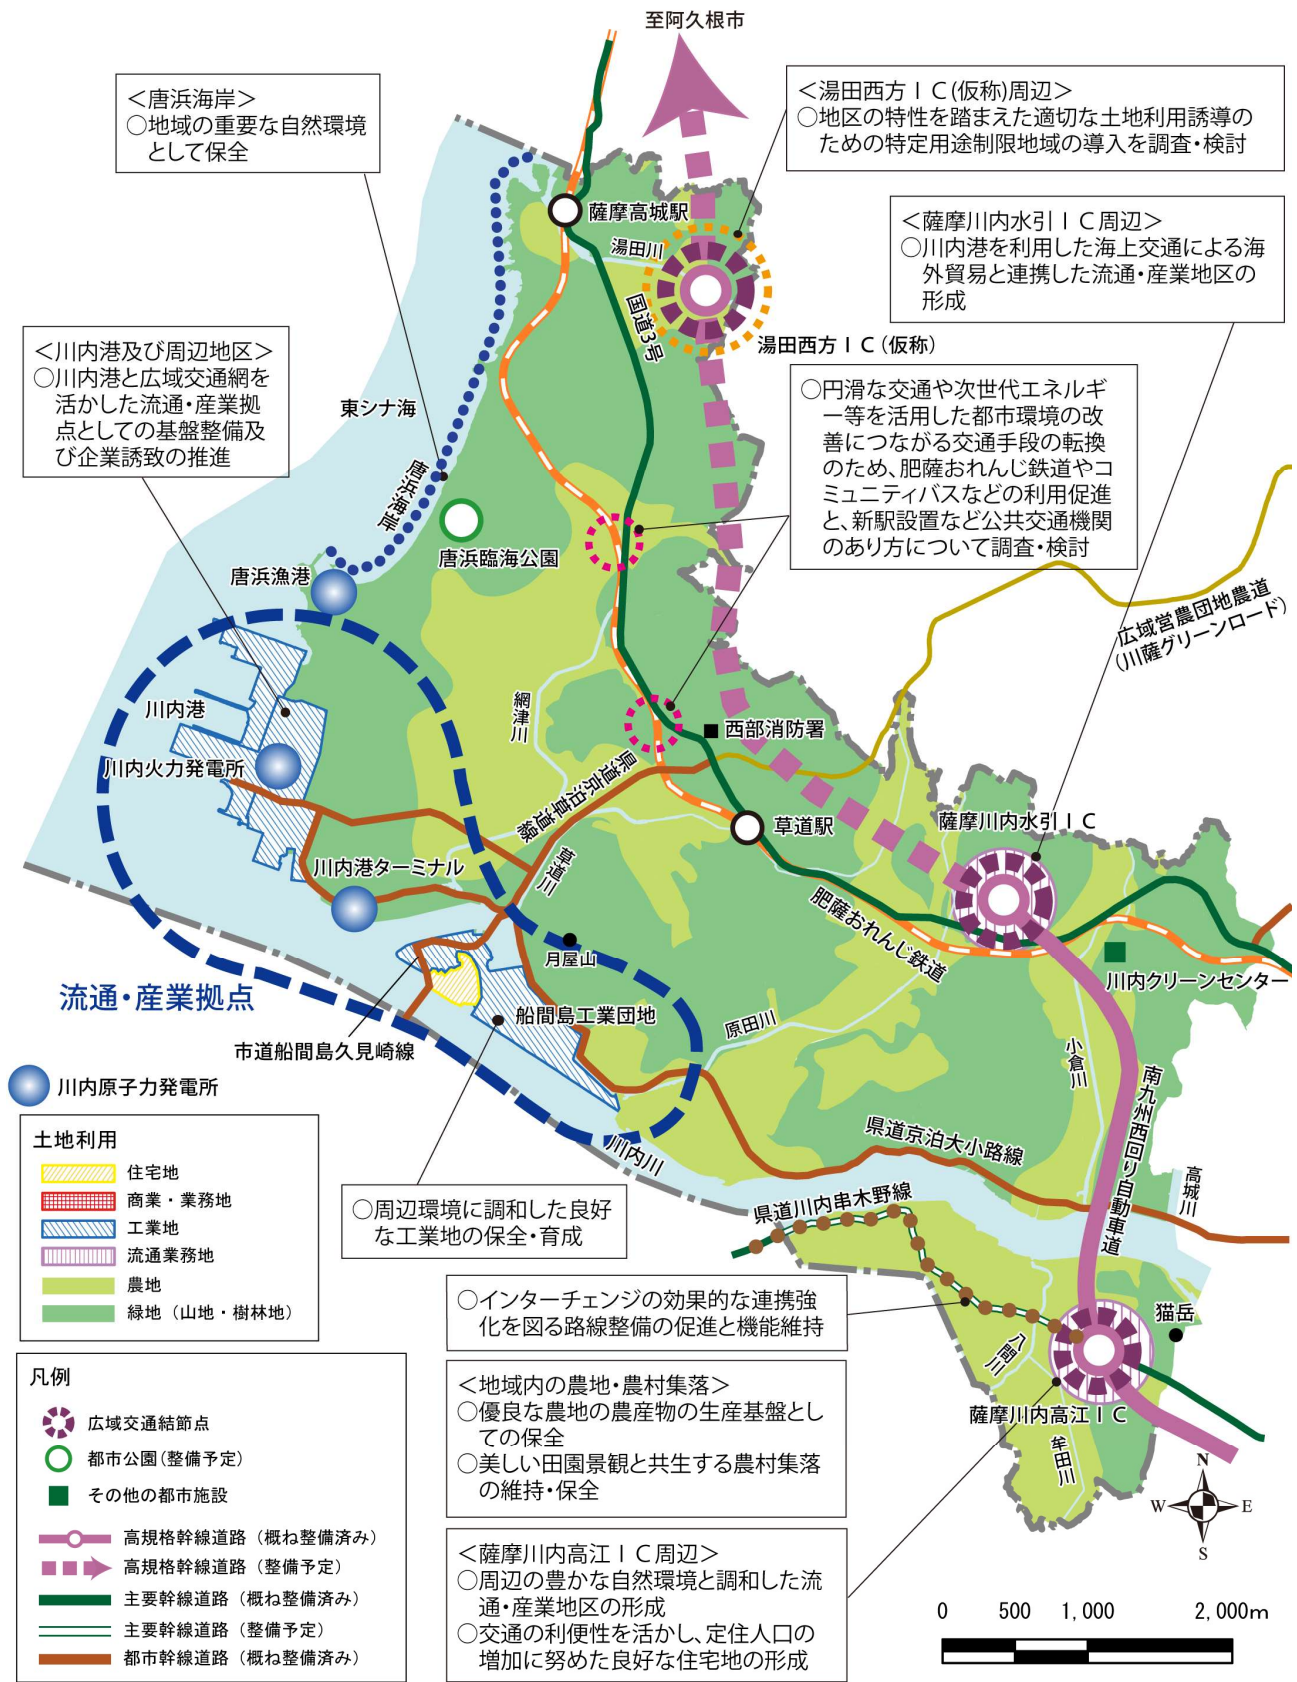 至阿久根市
＜唐浜海岸＞
○地域の重要な自然環境
として保全
＜湯田西方ＩＣ(仮称)周辺＞
○地区の特性を踏まえた適切な土地利用誘導の
ための特定用途制限地域の導入を調査・検討
薩摩高城駅
湯田川
＜薩摩川内水引ＩＣ周辺＞
○川内港を利用した海上交通による海
外貿易と連携した流通・産業地区の
形成
国道3号
湯田西方ＩＣ(仮称)
＜川内港及び周辺地区＞
○川内港と広域交通網を
活かした流通・産業拠
点としての基盤整備及
び企業誘致の推進
東シナ海
唐浜海岸
○円滑な交通や次世代エネルギ
ー等を活用した都市環境の改
善につながる交通手段の転換
のため、肥薩おれんじ鉄道やコ
ミュニティバスなどの利用促進
と、新駅設置など公共交通機関
のあり方について調査・検討
唐浜臨海公園
唐浜漁港
広域営農団地農道
(川薩グリーンロード)
川内港
網津川
西部消防署
川内火力発電所
県道京泊草道線
草道駅
薩摩川内水引ＩＣ
川内港ターミナル
草道川
肥薩おれんじ鉄道
月屋山
川内クリーンセンター
流通・産業拠点
船間島工業団地
原田川
市道船間島久見崎線
小倉川
南九州西回り自動車道
川内原子力発電所
県道京泊大小路線
川内川
高城川
土地利用
住宅地
商業・業務地
工業地
流通業務地
農地
緑地（山地・樹林地）
○周辺環境に調和した良好
な工業地の保全・育成
県道川内串木野線
○インターチェンジの効果的な連携強
化を図る路線整備の促進と機能維持
猫岳
八間川
薩摩川内高江ＩＣ
牟田川
＜地域内の農地・農村集落＞
○優良な農地の農産物の生産基盤とし
ての保全
○美しい田園景観と共生する農村集落
の維持・保全
凡例
広域交通結節点
都市公園(整備予定)
その他の都市施設
高規格幹線道路（概ね整備済み）
高規格幹線道路（整備予定）
主要幹線道路（概ね整備済み）
主要幹線道路（整備予定）
都市幹線道路（概ね整備済み）
＜薩摩川内高江ＩＣ周辺＞
○周辺の豊かな自然環境と調和した流
通・産業地区の形成
○交通の利便性を活かし、定住人口の
増加に努めた良好な住宅地の形成
N
W
E
S
0 500 1,000 2,000m